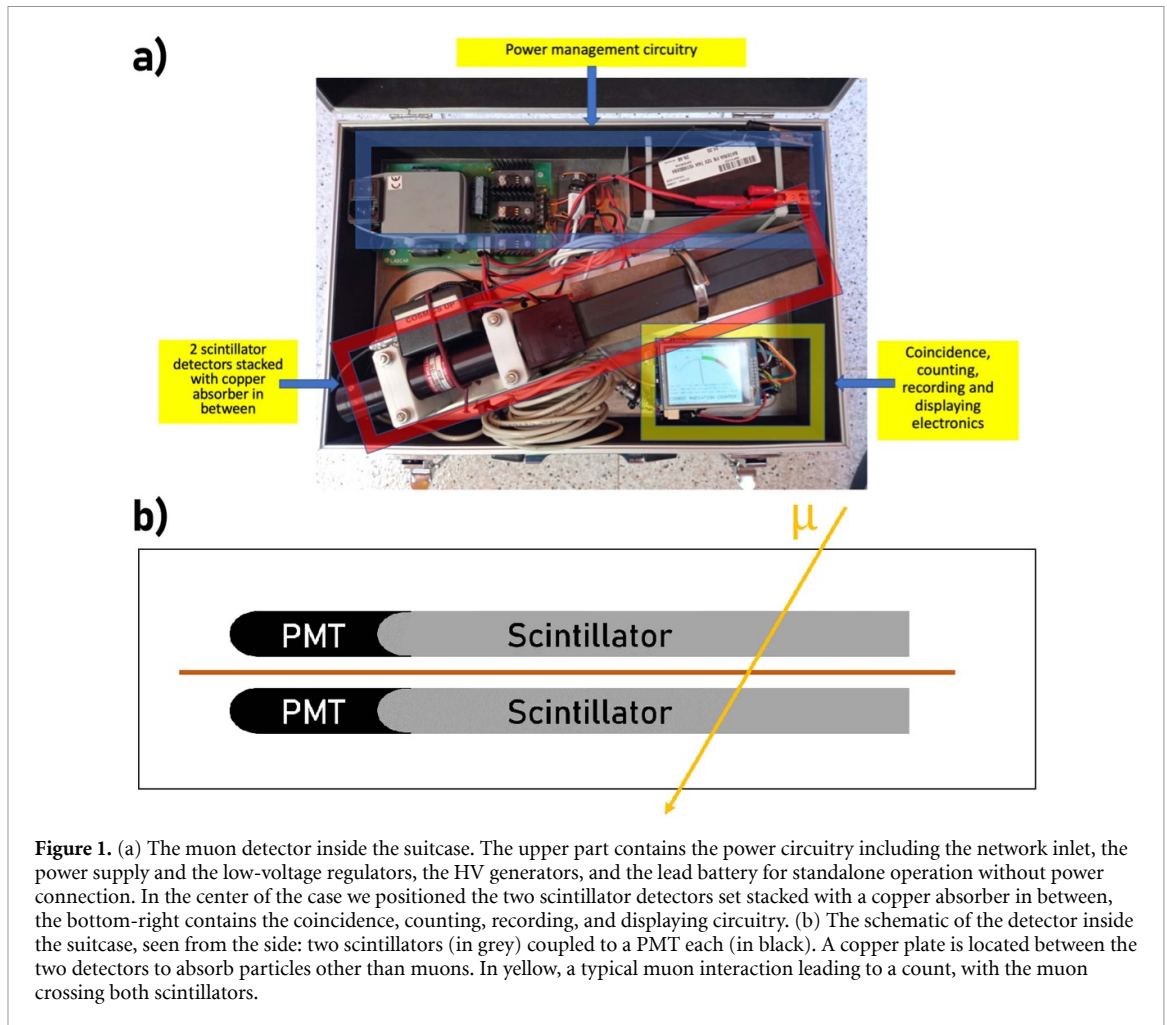 a)
Power management circuitry
COSMICS UP
LABCAF
2 scintillator
detectors stacked
with copper
absorber in
between
Coincidence,
counting,
recording and
displaying
electronics
b)
μ
PMT
Scintillator
PMT
Scintillator
Figure 1. (a) The muon detector inside the suitcase. The upper part contains the power circuitry including the network inlet, the
power supply and the low-voltage regulators, the HV generators, and the lead battery for standalone operation without power
connection. In the center of the case we positioned the two scintillator detectors set stacked with a copper absorber in between,
the bottom-right contains the coincidence, counting, recording, and displaying circuitry. (b) The schematic of the detector inside
the suitcase, seen from the side: two scintillators (in grey) coupled to a PMT each (in black). A copper plate is located between the
two detectors to absorb particles other than muons. In yellow, a typical muon interaction leading to a count, with the muon
crossing both scintillators.